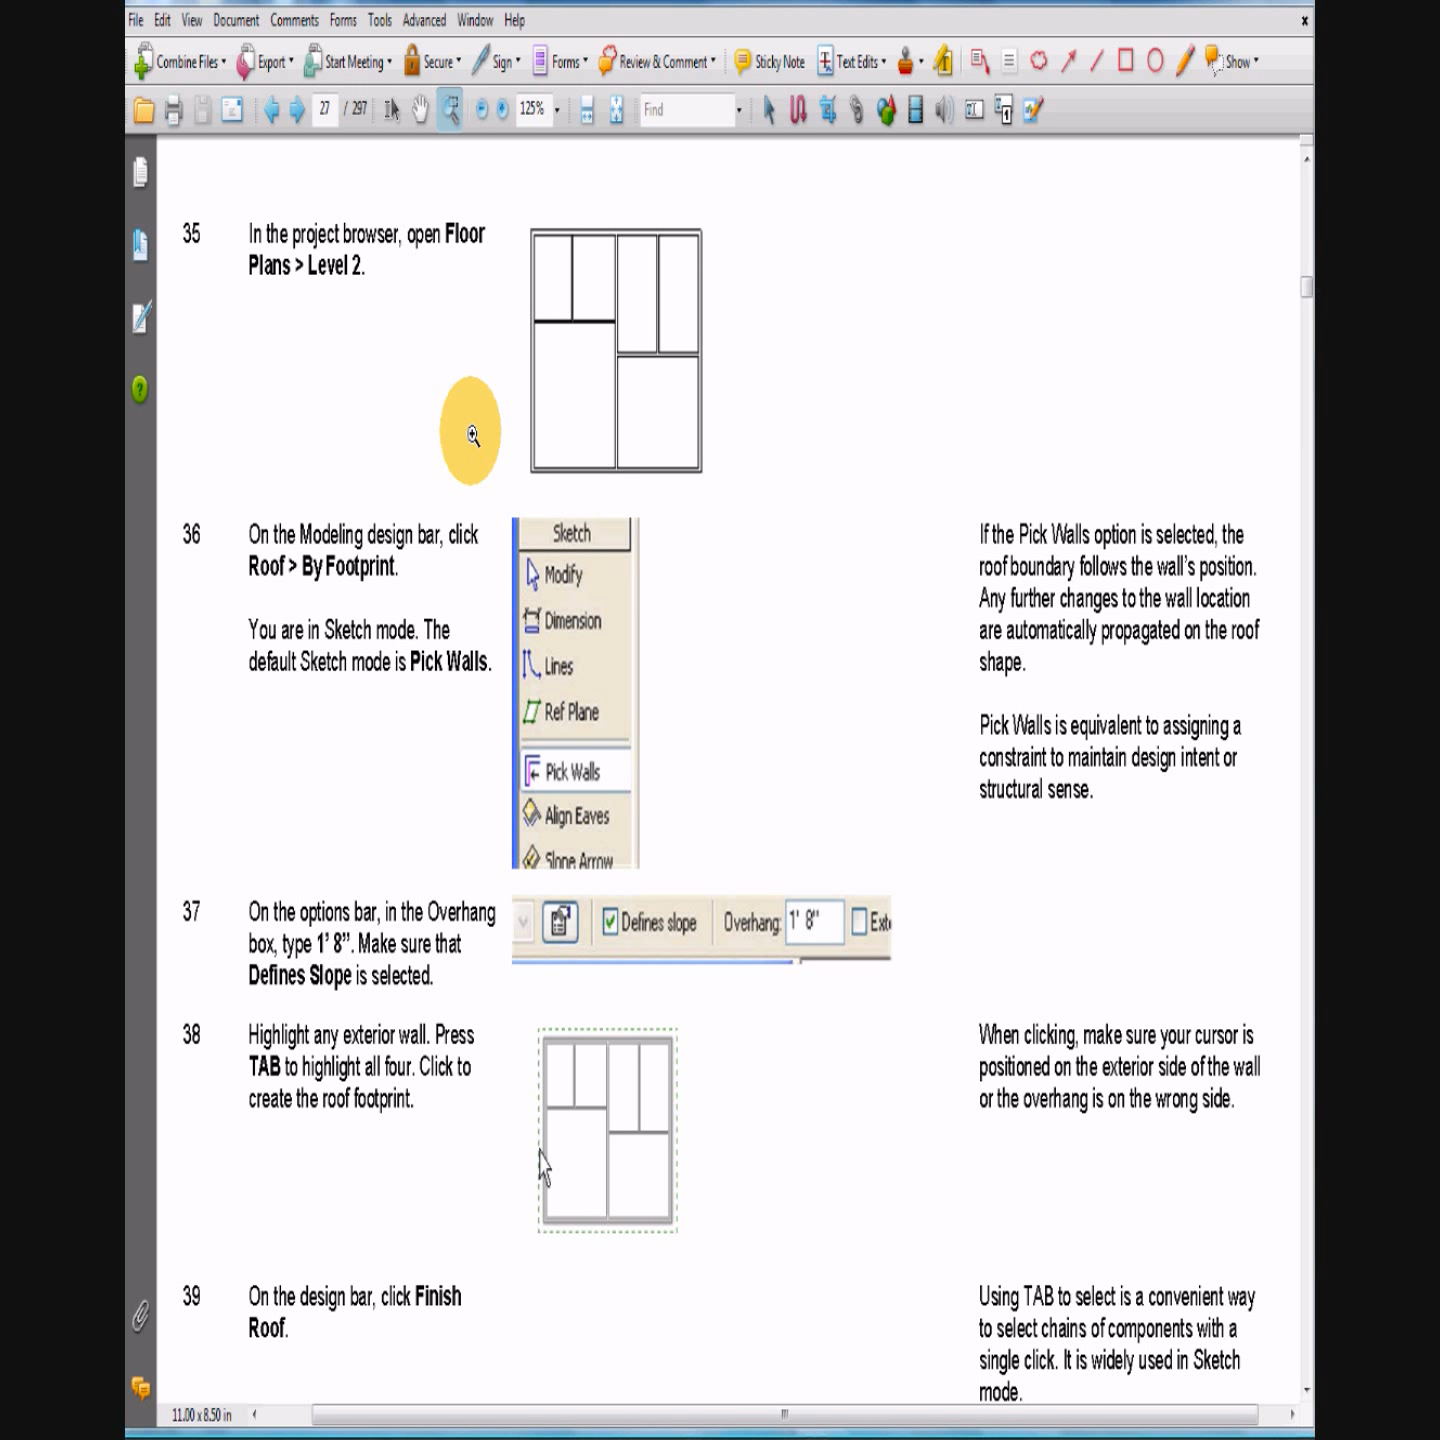 File Edit View Document Comments Forms Tools Advanced Window Help
Combine Files Export Start Meeting Secure Sign Forms Review & Comment Sticky Note Text Edits Show
27 / 297 125% Find
35 In the project browser, open Floor
Plans > Level 2.
36 On the Modeling design bar, click
Roof > By Footprint.
You are in Sketch mode. The
default Sketch mode is Pick Walls.
Sketch
Modify
Dimension
Lines
Ref Plane
Pick Walls
Align Eaves
Slope Arrow
If the Pick Walls option is selected, the
roof boundary follows the wall's position.
Any further changes to the wall location
are automatically propagated on the roof
shape.
Pick Walls is equivalent to assigning a
constraint to maintain design intent or
structural sense.
37 On the options bar, in the Overhang
box, type 1' 8”. Make sure that
Defines Slope is selected.
Defines slope Overhang: 1' 8"
38 Highlight any exterior wall. Press
TAB to highlight all four. Click to
create the roof footprint.
When clicking, make sure your cursor is
positioned on the exterior side of the wall
or the overhang is on the wrong side.
39 On the design bar, click Finish
Roof.
Using TAB to select is a convenient way
to select chains of components with a
single click. It is widely used in Sketch
mode.
11.00 x 8.50 in